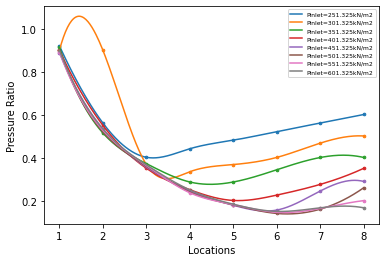 Pinlet=251.325kN/m2
Pinlet=301.325kN/m2
Pinlet=351.325kN/m2
Pinlet=401.325kN/m2
Pinlet=451.325kN/m2
Pinlet=501.325kN/m2
Pinlet=551.325kN/m2
Pinlet=601.325kN/m2
Pressure Ratio
1.0
0.8
0.6
0.4
0.2
1 2 3 4 5 6 7 8
Locations